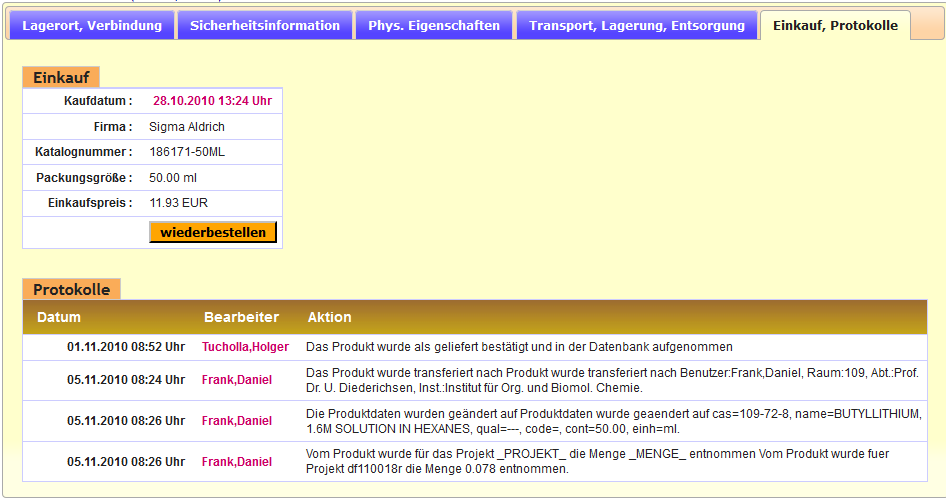 Lagerort, Verbindung Sicherheitsinformation Phys. Eigenschaften Transport, Lagerung, Entsorgung Einkauf, Protokolle
Einkauf
Kaufdatum : 28.10.2010 13:24 Uhr
Firma : Sigma Aldrich
Katalognummer : 186171-50ML
Packungsgröße : 50.00 ml
Einkaufspreis : 11.93 EUR
wiederbestellen
Protokolle
Datum Bearbeiter Aktion
01.11.2010 08:52 Uhr Tucholla,Holger Das Produkt wurde als geliefert bestätigt und in der Datenbank aufgenommen
05.11.2010 08:24 Uhr Frank,Daniel Das Produkt wurde transferiert nach Produkt wurde transferiert nach Benutzer:Frank,Daniel, Raum:109, Abt.:Prof.
Dr. U. Diederichsen, Inst.:Institut für Org. und Biomol. Chemie.
05.11.2010 08:26 Uhr Frank,Daniel Die Produktdaten wurden geändert auf Produktdaten wurde geaendert auf cas=109-72-8, name=BUTYLLITHIUM,
1.6M SOLUTION IN HEXANES, qual=---, code=, cont=50.00, einh=ml.
05.11.2010 08:26 Uhr Frank,Daniel Vom Produkt wurde für das Projekt _PROJEKT_ die Menge _MENGE_ entnommen Vom Produkt wurde fuer
Projekt df110018r die Menge 0.078 entnommen.